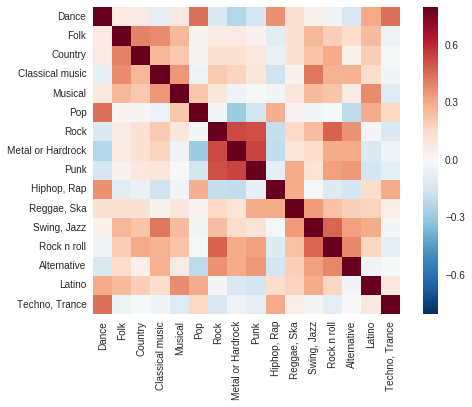 Dance
Folk
Country
Classical music
Musical
Pop
Rock
Metal or Hardrock
Punk
Hiphop, Rap
Reggae, Ska
Swing, Jazz
Rock n roll
Alternative
Latino
Techno, Trance
Dance
Folk
Country
Classical music
Musical
Pop
Rock
Metal or Hardrock
Punk
Hiphop, Rap
Reggae, Ska
Swing, Jazz
Rock n roll
Alternative
Latino
Techno, Trance
0.6
0.3
0.0
−0.3
−0.6